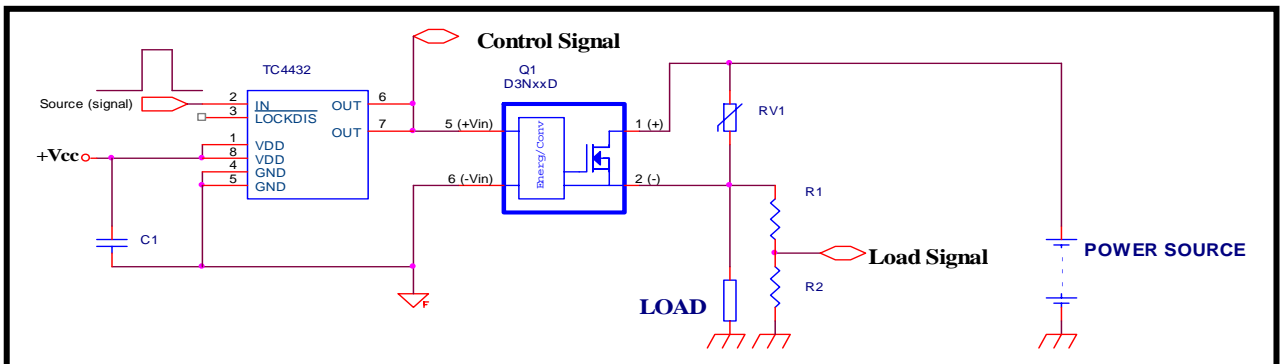 Control Signal
TC4432
Q1
D3NxxD
Source (signal)
2
IN
OUT
6
3
LOCKDIS
OUT
7
5 (+Vin)
1 (+)
RV1
+Vcc
1
VDD
8
VDD
4
GND
5
GND
Energ/Conv
6 (-Vin)
2 (-)
R1
C1
Load Signal
POWER SOURCE
R2
LOAD
F